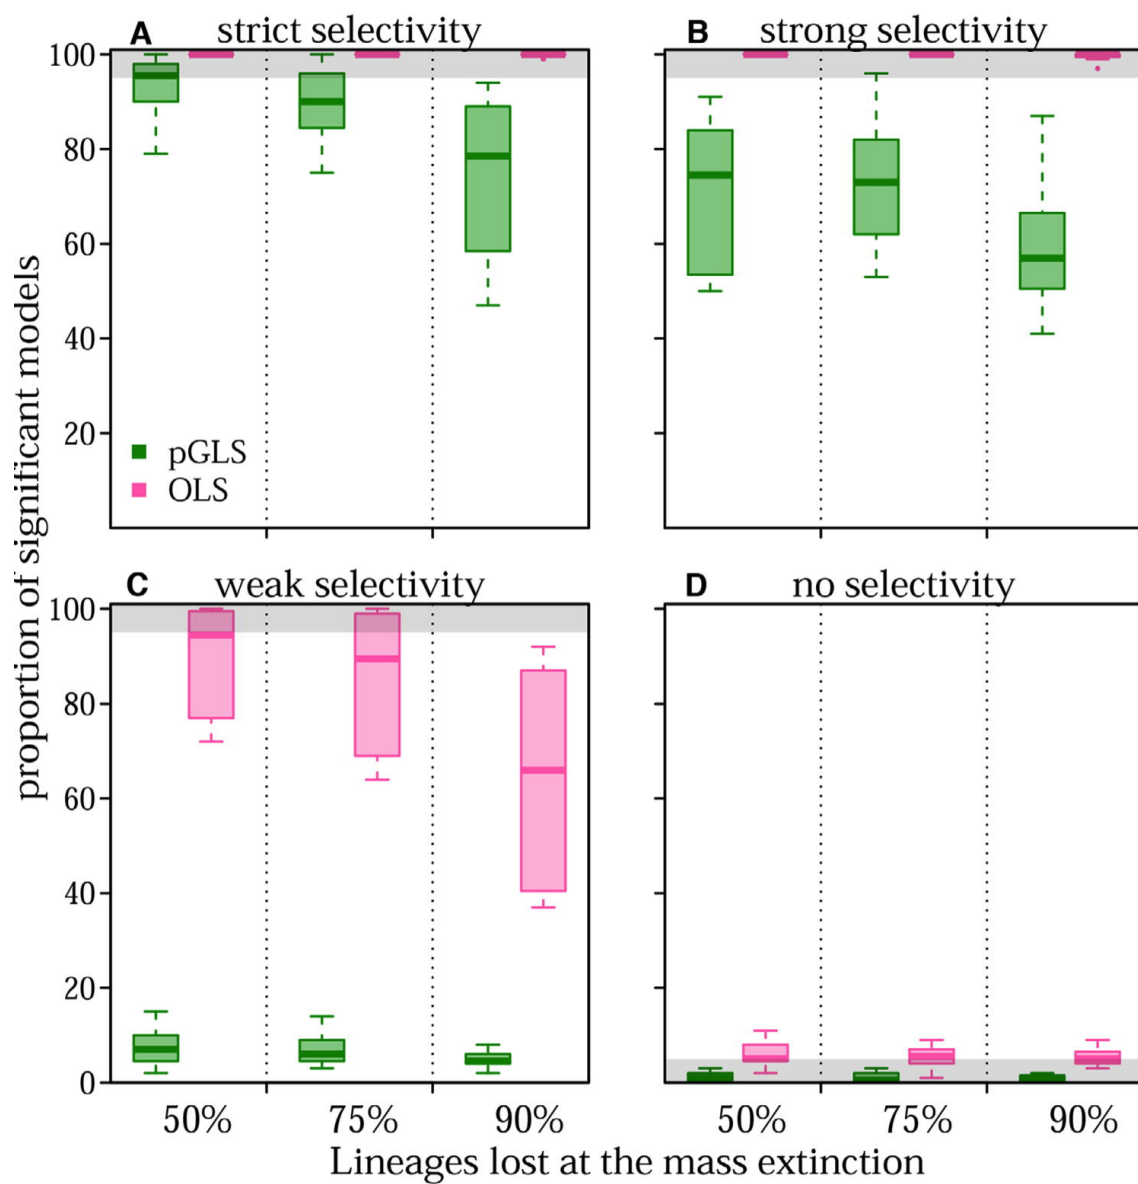 A strict selectivity
B strong selectivity
100
80
60
40
20
pGLS
OLS
proportion of significant models
C weak selectivity
D no selectivity
100
80
60
40
20
0
50% 75% 90%
50% 75% 90%
Lineages lost at the mass extinction